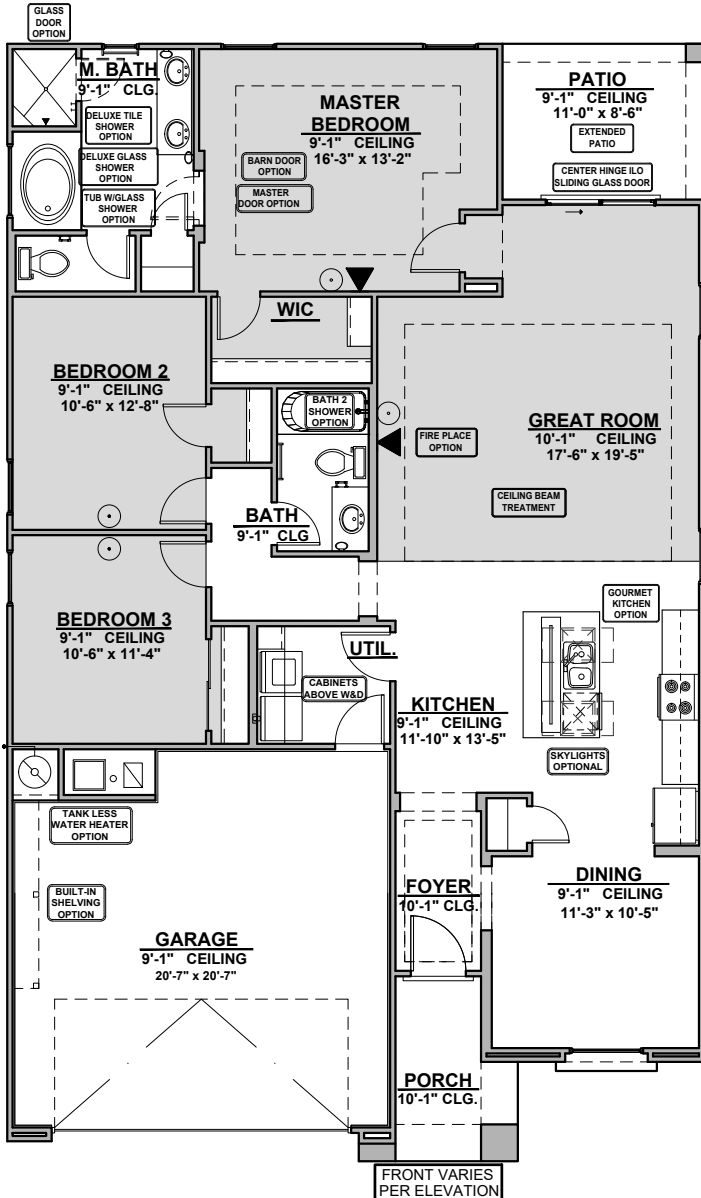 GLASS
DOOR
OPTION
M. BATH
9'-1" CLG.
DELUXE TILE
SHOWER
OPTION
DELUXE GLASS
SHOWER
OPTION
TUB W/GLASS
SHOWER
OPTION
MASTER
BEDROOM
9'-1" CEILING
16'-3" x 13'-2"
BARN DOOR
OPTION
MASTER
DOOR OPTION
PATIO
9'-1" CEILING
11'-0" x 8'-6"
EXTENDED
PATIO
CENTER HINGE ILO
SLIDING GLASS DOOR
WIC
BEDROOM 2
9'-1" CEILING
10'-6" x 12'-8"
BATH 2
SHOWER
OPTION
FIRE PLACE
OPTION
GREAT ROOM
10'-1" CEILING
17'-6" x 19'-5"
CEILING BEAM
TREATMENT
BATH
9'-1" CLG
BEDROOM 3
9'-1" CEILING
10'-6" x 11'-4"
UTIL.
CABINETS
ABOVE W&D
GOURMET
KITCHEN
OPTION
KITCHEN
9'-1" CEILING
11'-10" x 13'-5"
SKYLIGHTS
OPTIONAL
TANK LESS
WATER HEATER
OPTION
BUILT-IN
SHELVING
OPTION
GARAGE
9'-1" CEILING
20'-7" x 20'-7"
FOYER
10'-1" CLG.
DINING
9'-1" CEILING
11'-3" x 10'-5"
PORCH
10'-1" CLG.
FRONT VARIES
PER ELEVATION